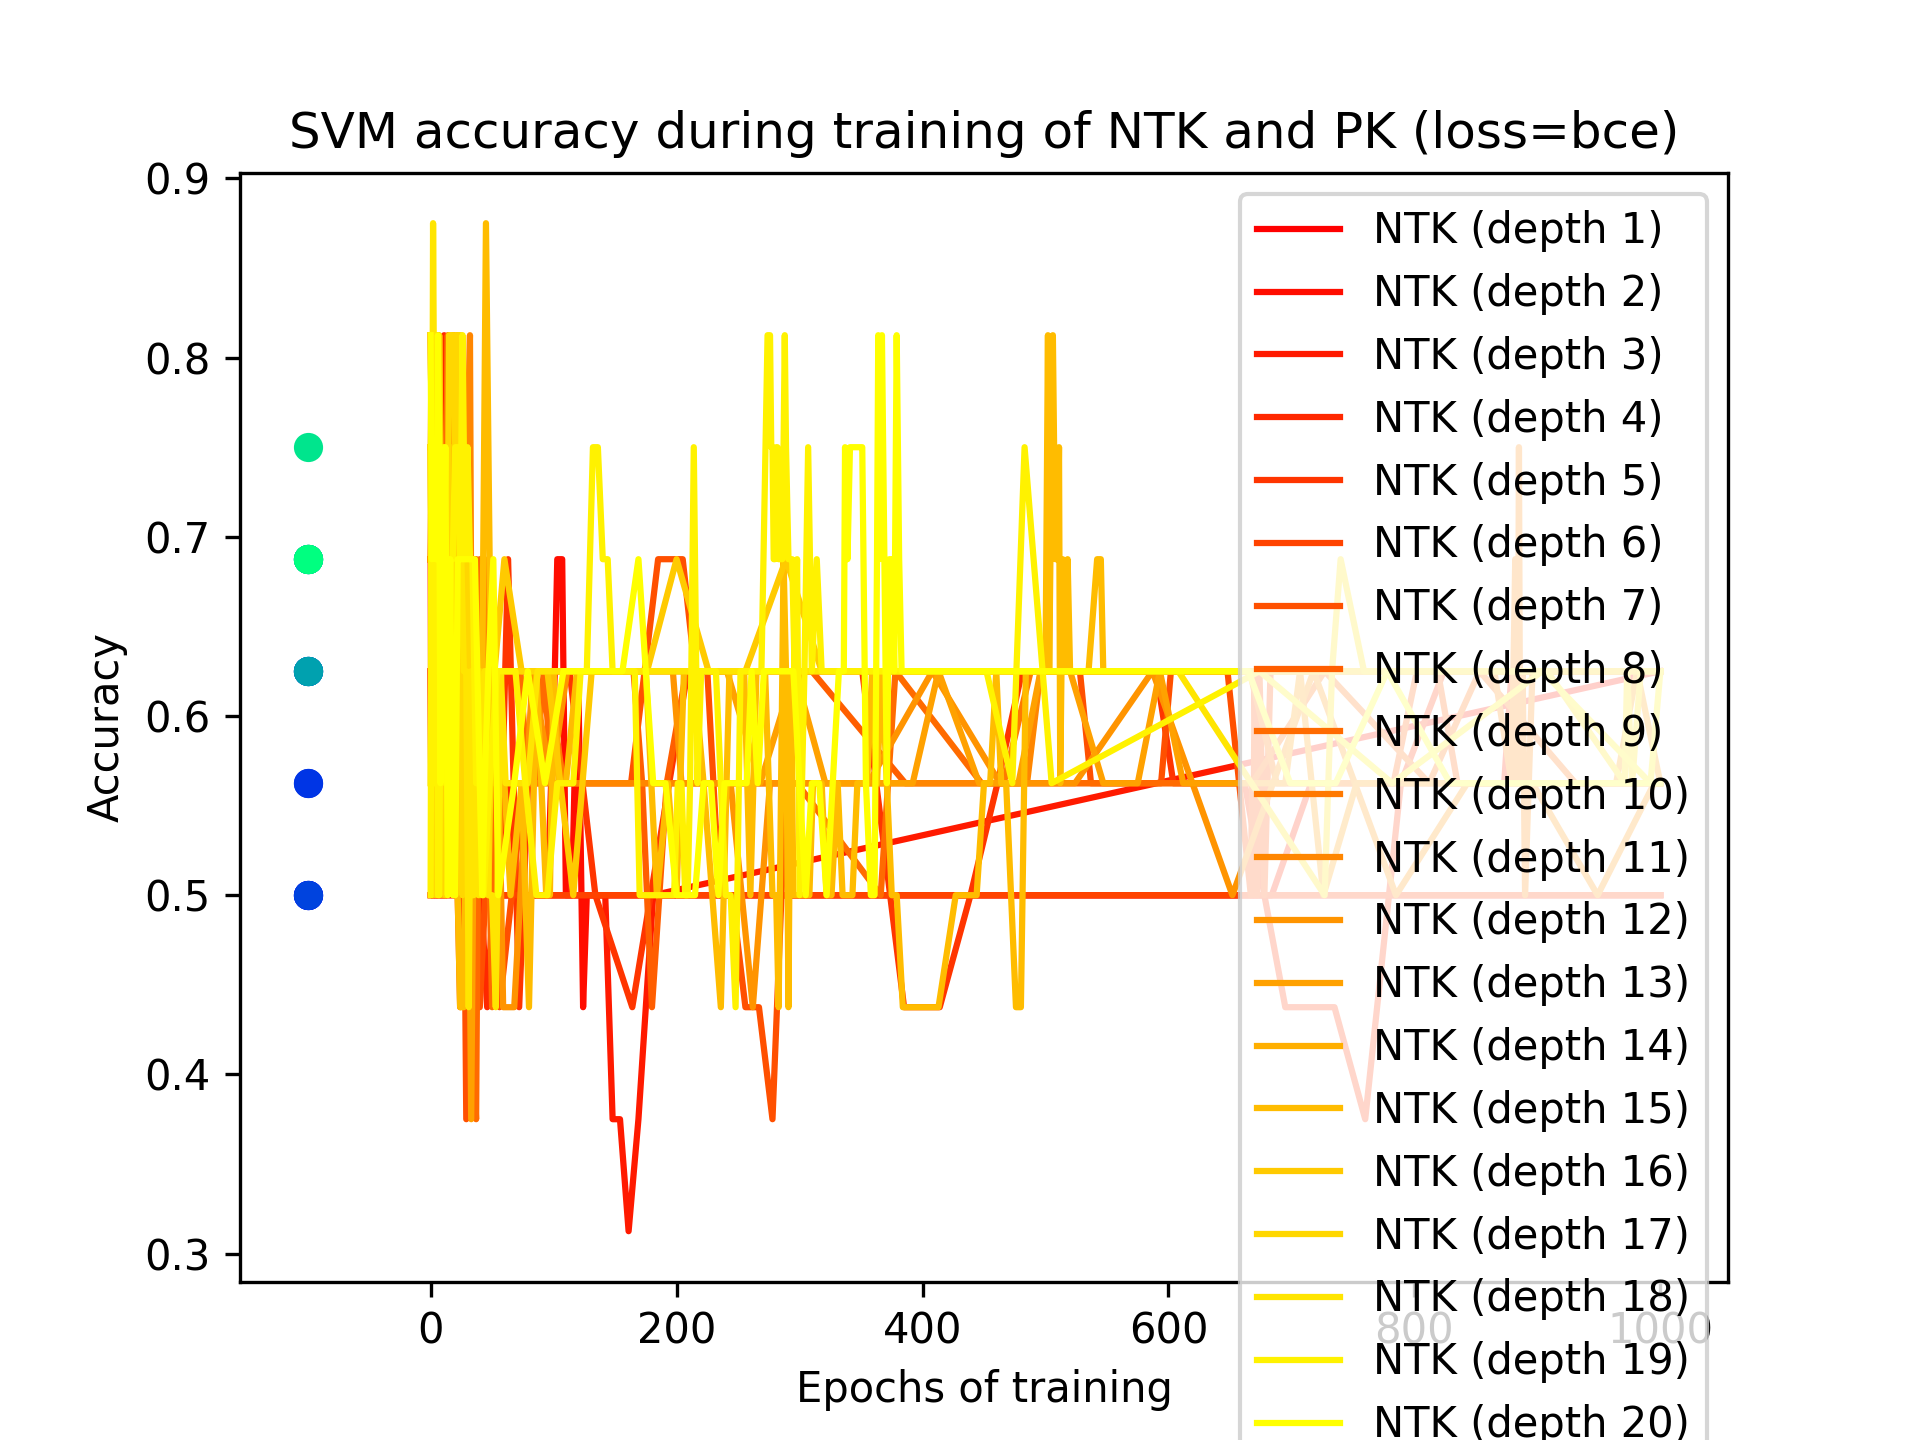 SVM accuracy during training of NTK and PK (loss=bce)
0.9
0.8
0.7
0.6
0.5
0.4
0.3
Accuracy
0
200
400
600
800
1000
Epochs of training
NTK (depth 1)
NTK (depth 2)
NTK (depth 3)
NTK (depth 4)
NTK (depth 5)
NTK (depth 6)
NTK (depth 7)
NTK (depth 8)
NTK (depth 9)
NTK (depth 10)
NTK (depth 11)
NTK (depth 12)
NTK (depth 13)
NTK (depth 14)
NTK (depth 15)
NTK (depth 16)
NTK (depth 17)
NTK (depth 18)
NTK (depth 19)
NTK (depth 20)